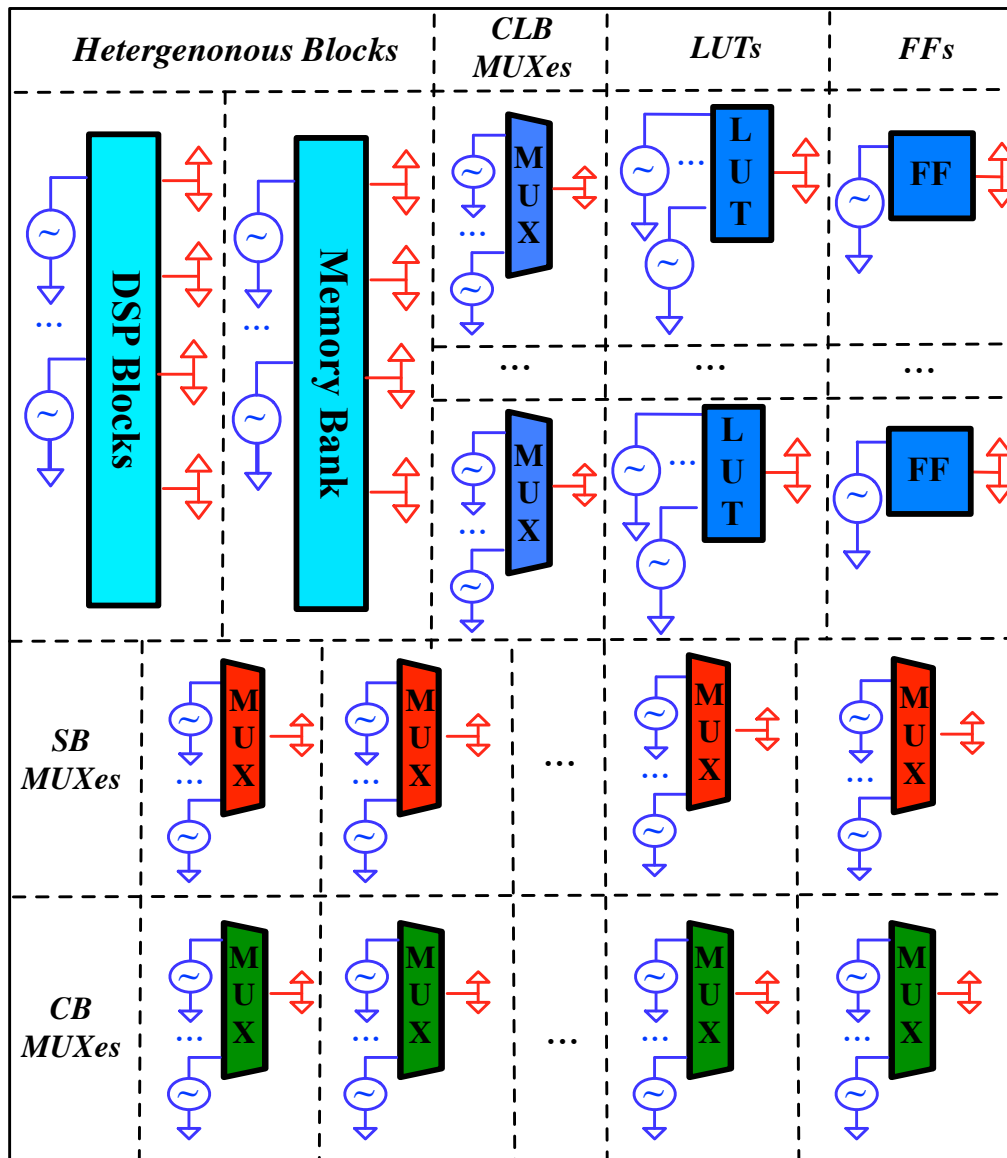 Hetergenonous Blocks
CLB
MUXes
LUTs
FFs
DSP Blocks
...
Memory Bank
...
MUX
...
LUT
...
FF
...
...
...
MUX
...
LUT
...
FF
SB
MUXes
MUX
...
MUX
...
...
MUX
...
MUX
...
CB
MUXes
MUX
...
MUX
...
...
MUX
...
MUX
...